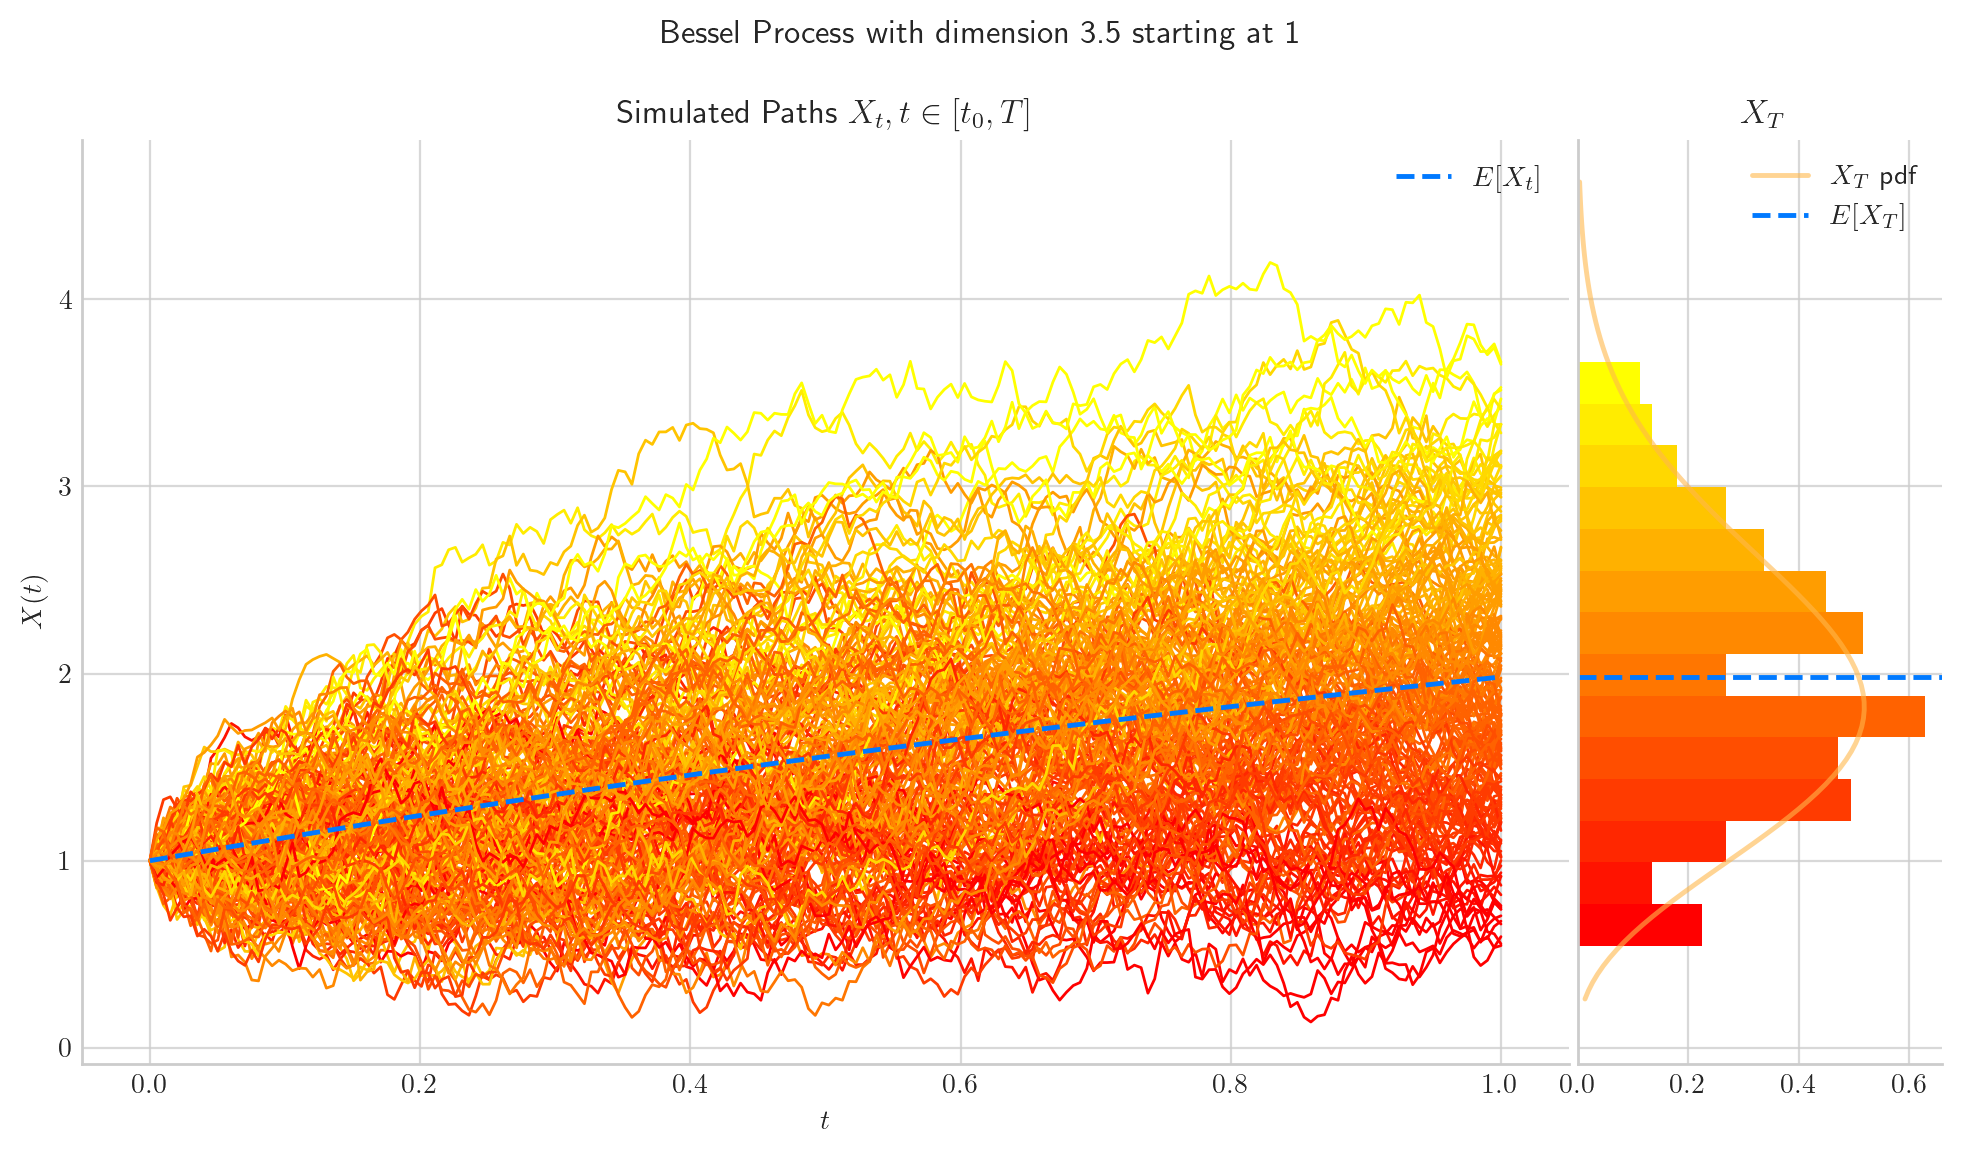 Bessel Process with dimension 3.5 starting at 1
Simulated Paths $X_t, t \in [t_0, T]$
$X_T$
$E[X_t]$
$X_T$ pdf
$E[X_T]$
$X(t)$
4
3
2
1
0
0.0 0.2 0.4 0.6 0.8 1.0
0.0 0.2 0.4 0.6
$t$